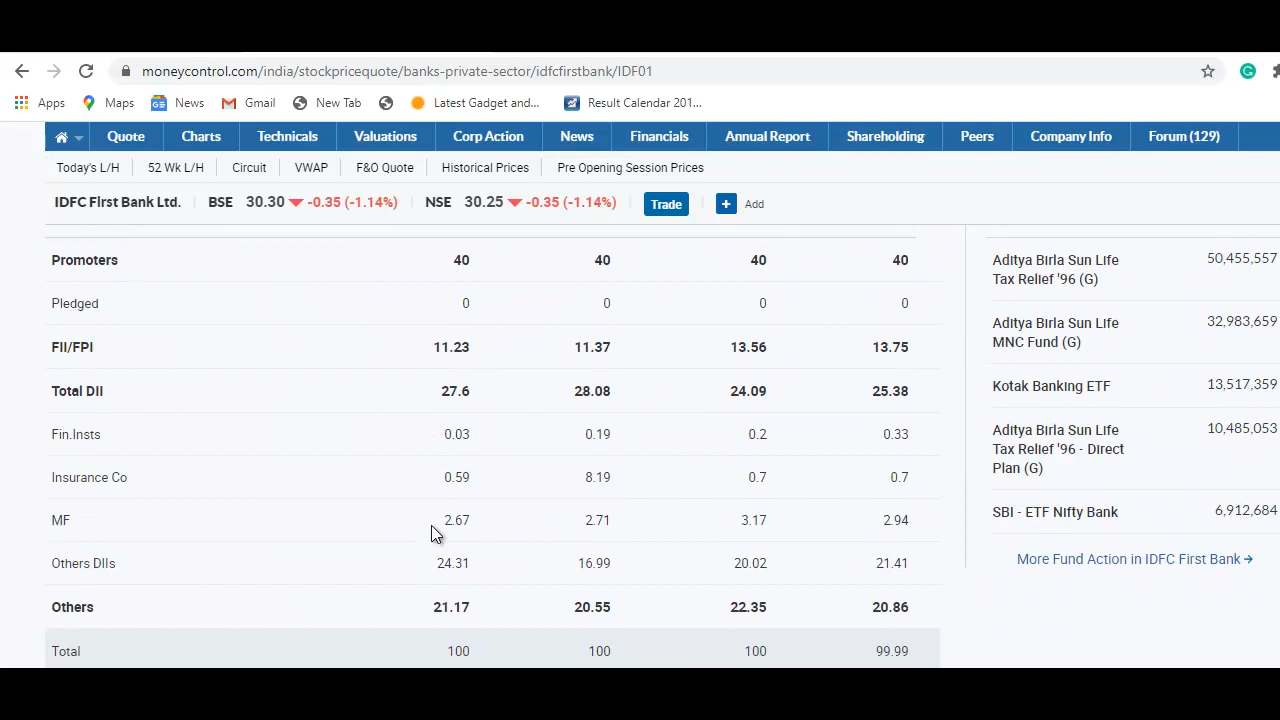 moneycontrol.com/india/stockpricequote/banks-private-sector/idfcfirstbank/IDF01
Apps Maps News Gmail New Tab Latest Gadget and... Result Calendar 201...
Quote Charts Technicals Valuations Corp Action News Financials Annual Report Shareholding Peers Company Info Forum (129)
Today's L/H 52 Wk L/H Circuit VWAP F&O Quote Historical Prices Pre Opening Session Prices
IDFC First Bank Ltd. BSE 30.30 -0.35 (-1.14%) NSE 30.25 -0.35 (-1.14%) Trade + Add
Promoters 40 40 40 40
Pledged 0 0 0 0
FII/FPI 11.23 11.37 13.56 13.75
Total DII 27.6 28.08 24.09 25.38
Fin.Insts 0.03 0.19 0.2 0.33
Insurance Co 0.59 8.19 0.7 0.7
MF 2.67 2.71 3.17 2.94
Others DIIs 24.31 16.99 20.02 21.41
Others 21.17 20.55 22.35 20.86
Total 100 100 100 99.99
Aditya Birla Sun Life 50,455,557
Tax Relief '96 (G)
Aditya Birla Sun Life 32,983,659
MNC Fund (G)
Kotak Banking ETF 13,517,359
Aditya Birla Sun Life 10,485,053
Tax Relief '96 - Direct
Plan (G)
SBI - ETF Nifty Bank 6,912,684
More Fund Action in IDFC First Bank →